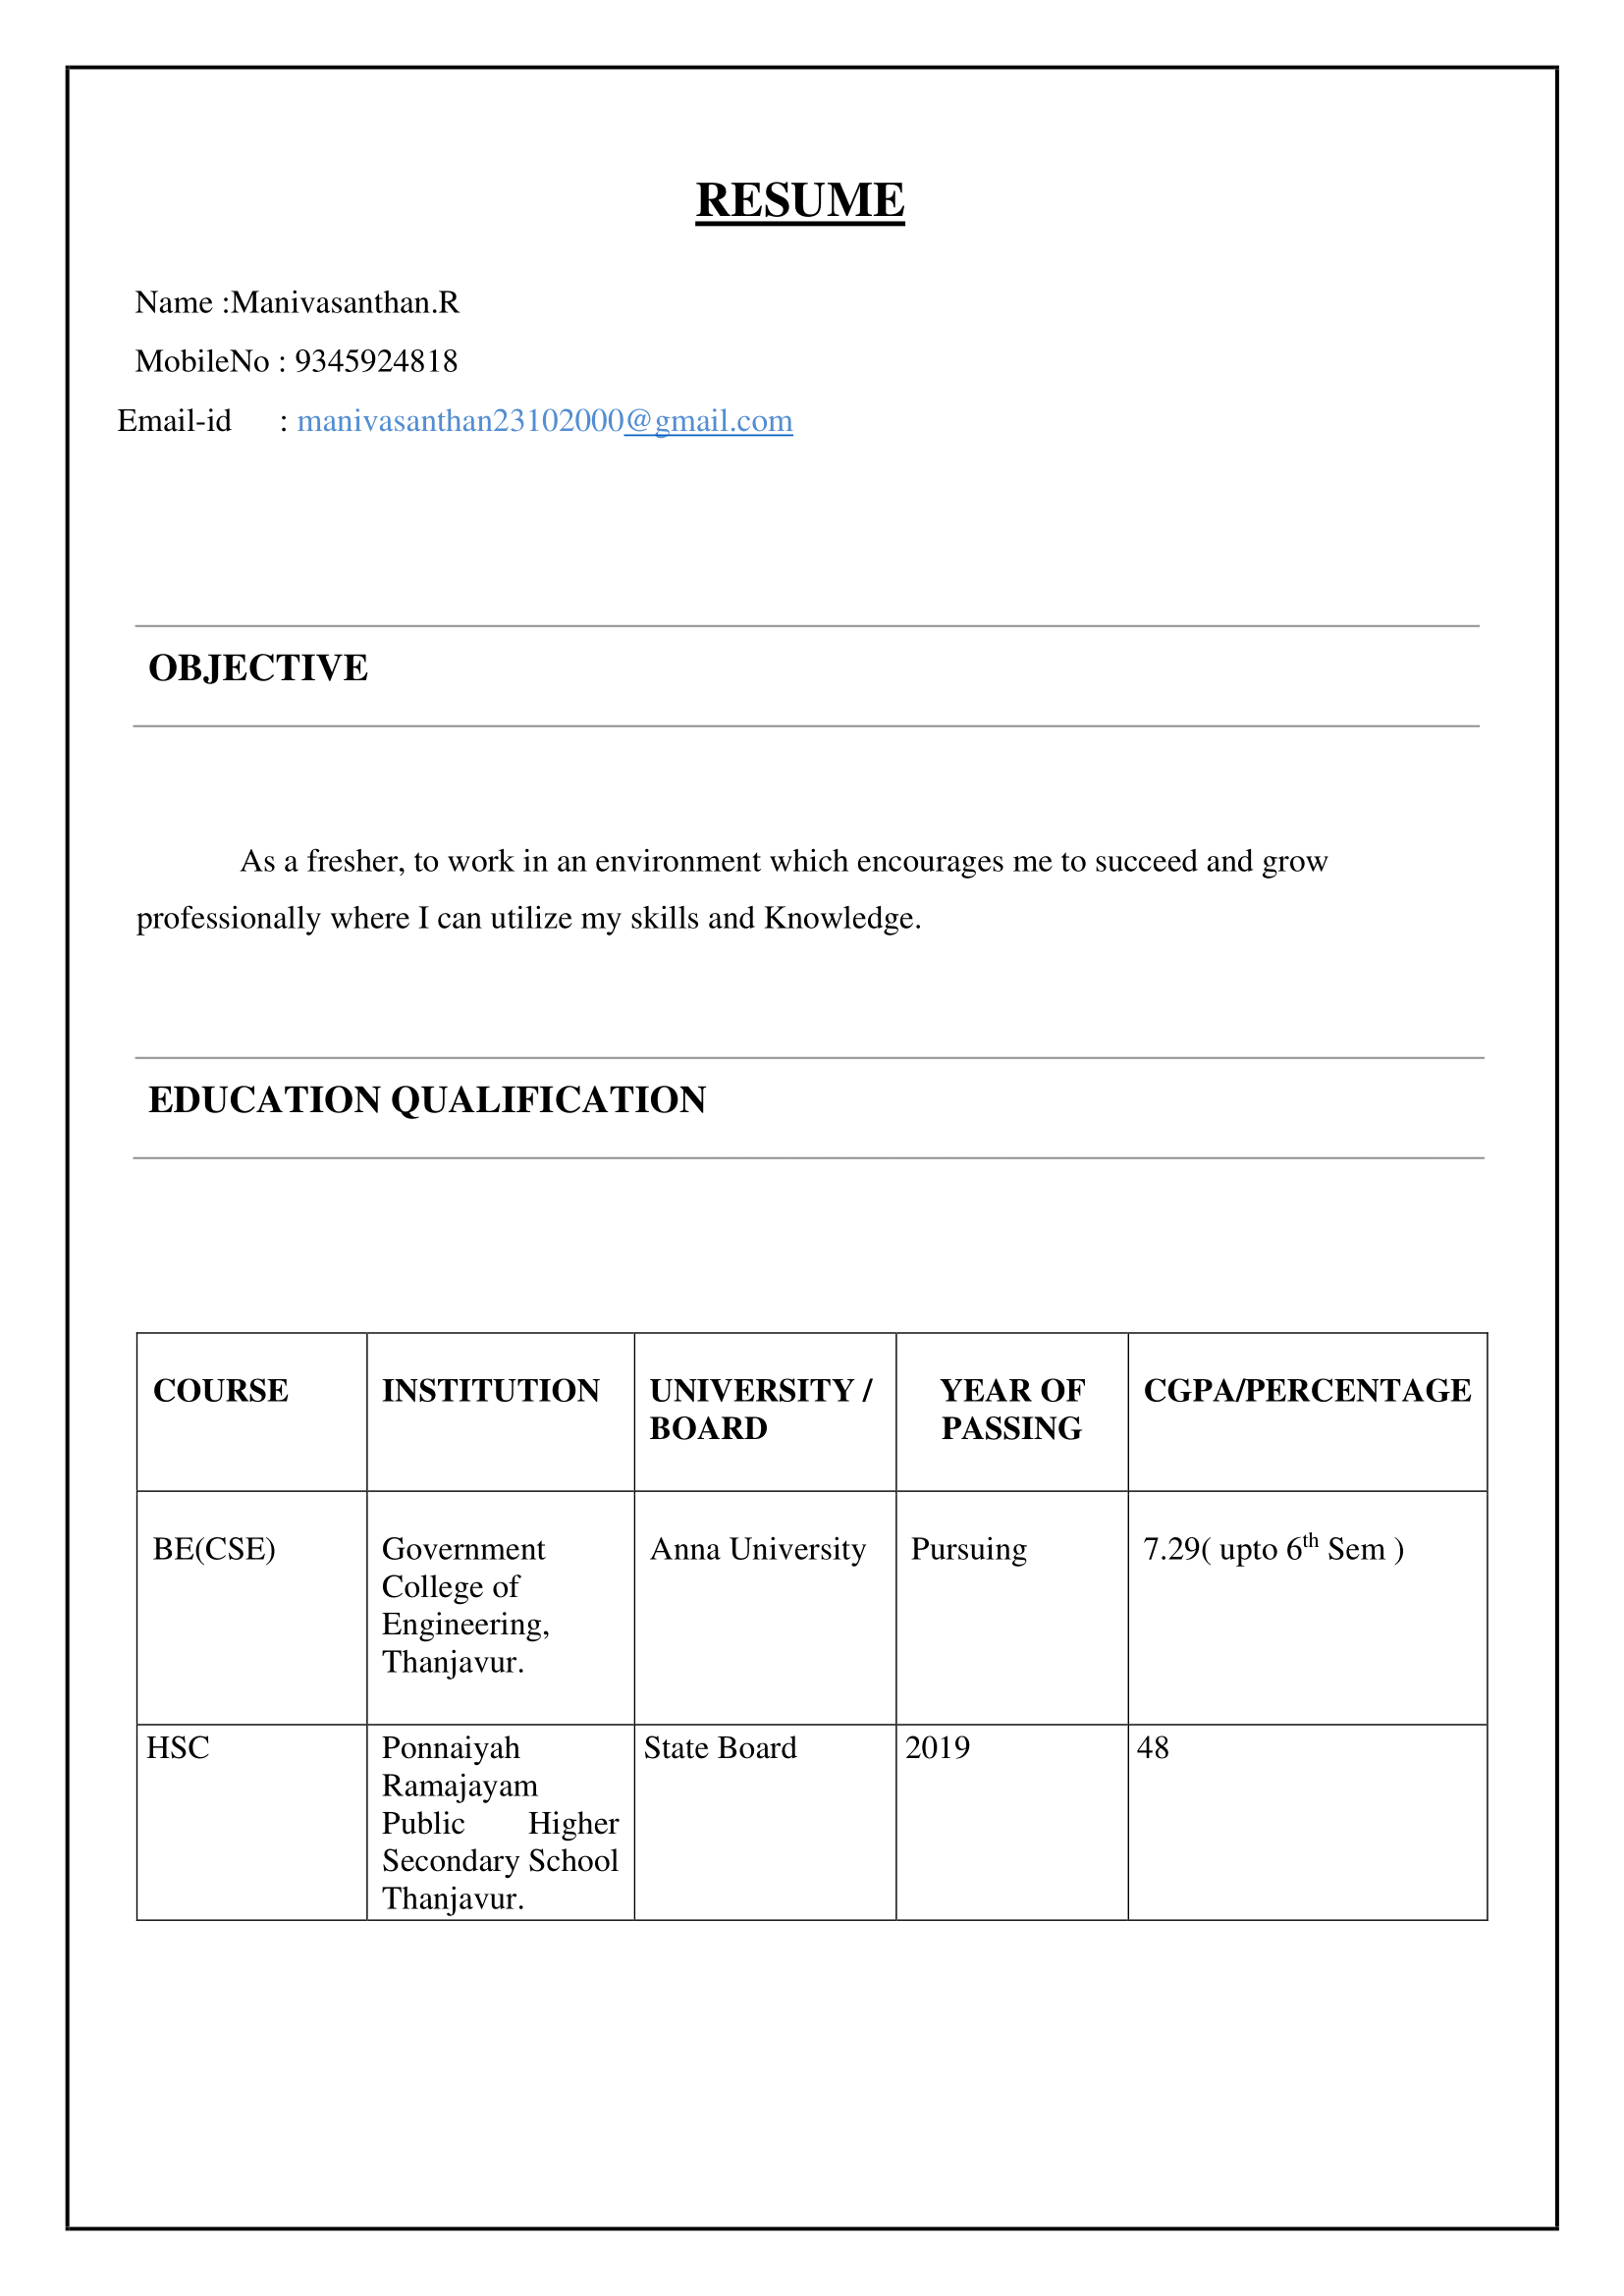 RESUME
Name :Manivasanthan.R
MobileNo : 9345924818
Email-id : manivasanthan23102000@gmail.com
OBJECTIVE
As a fresher, to work in an environment which encourages me to succeed and grow
professionally where I can utilize my skills and Knowledge.
EDUCATION QUALIFICATION
COURSE
INSTITUTION
UNIVERSITY /
BOARD
YEAR OF
PASSING
CGPA/PERCENTAGE
BE(CSE)
Government
College of
Engineering,
Thanjavur.
Anna University
Pursuing
7.29( upto 6th Sem )
HSC
Ponnaiyah
Ramajayam
Public Higher
Secondary School
Thanjavur.
State Board
2019
48